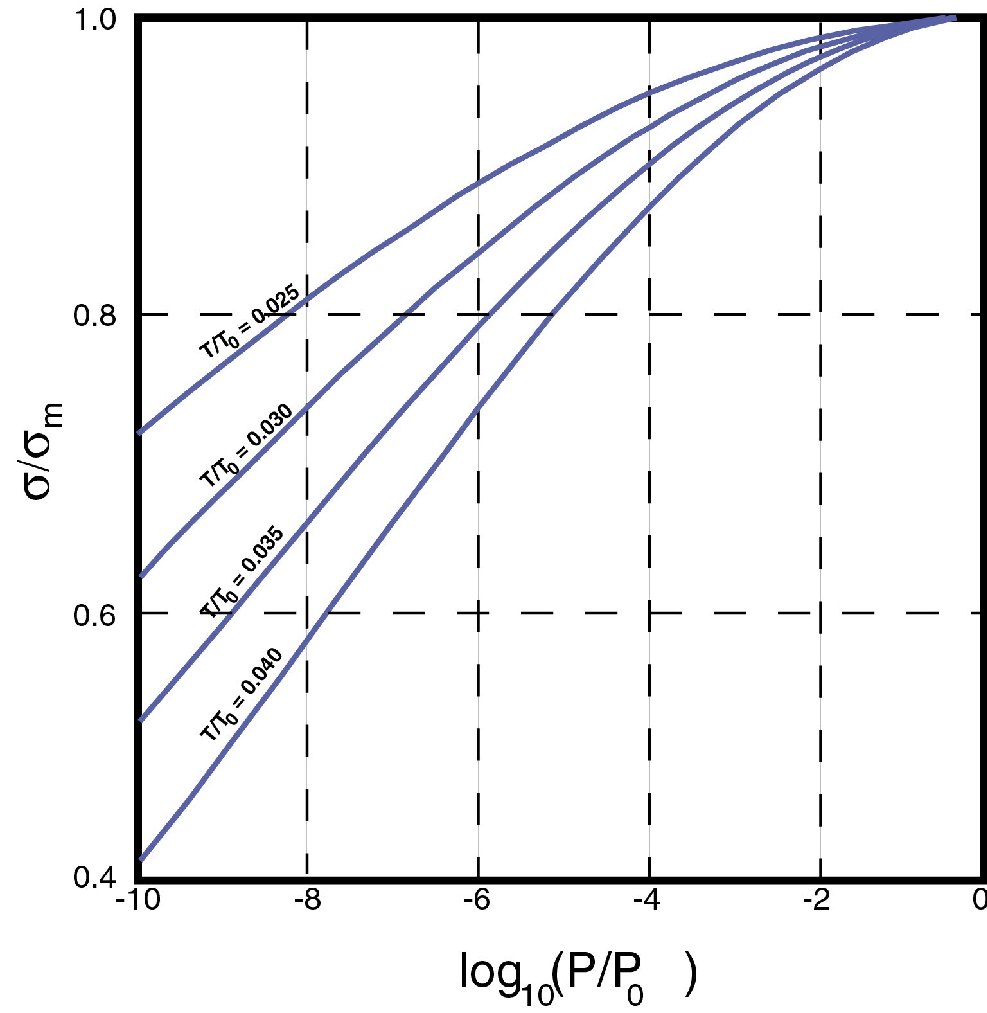 1.0
0.8
0.6
0.4
σ/σm
T/T0 = 0.025
T/T0 = 0.030
T/T0 = 0.035
T/T0 = 0.040
-10 -8 -6 -4 -2 0
log10(P/P0 )